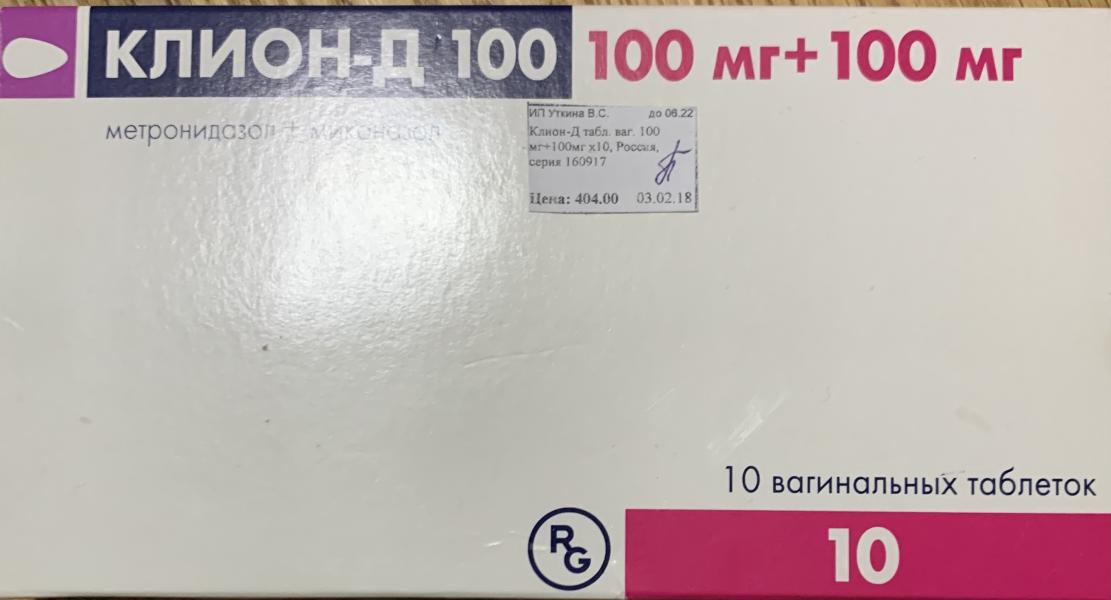 КЛИОН-Д 100 100 мг+100 мг
метронидазол + миконазол
ИП Уткина В.С. до 06.22
Клион-Д табл. ваг. 100
мг+100мг х10, Россия,
серия 160917
Цена: 404.00 03.02.18
10 вагинальных таблеток
RG
10